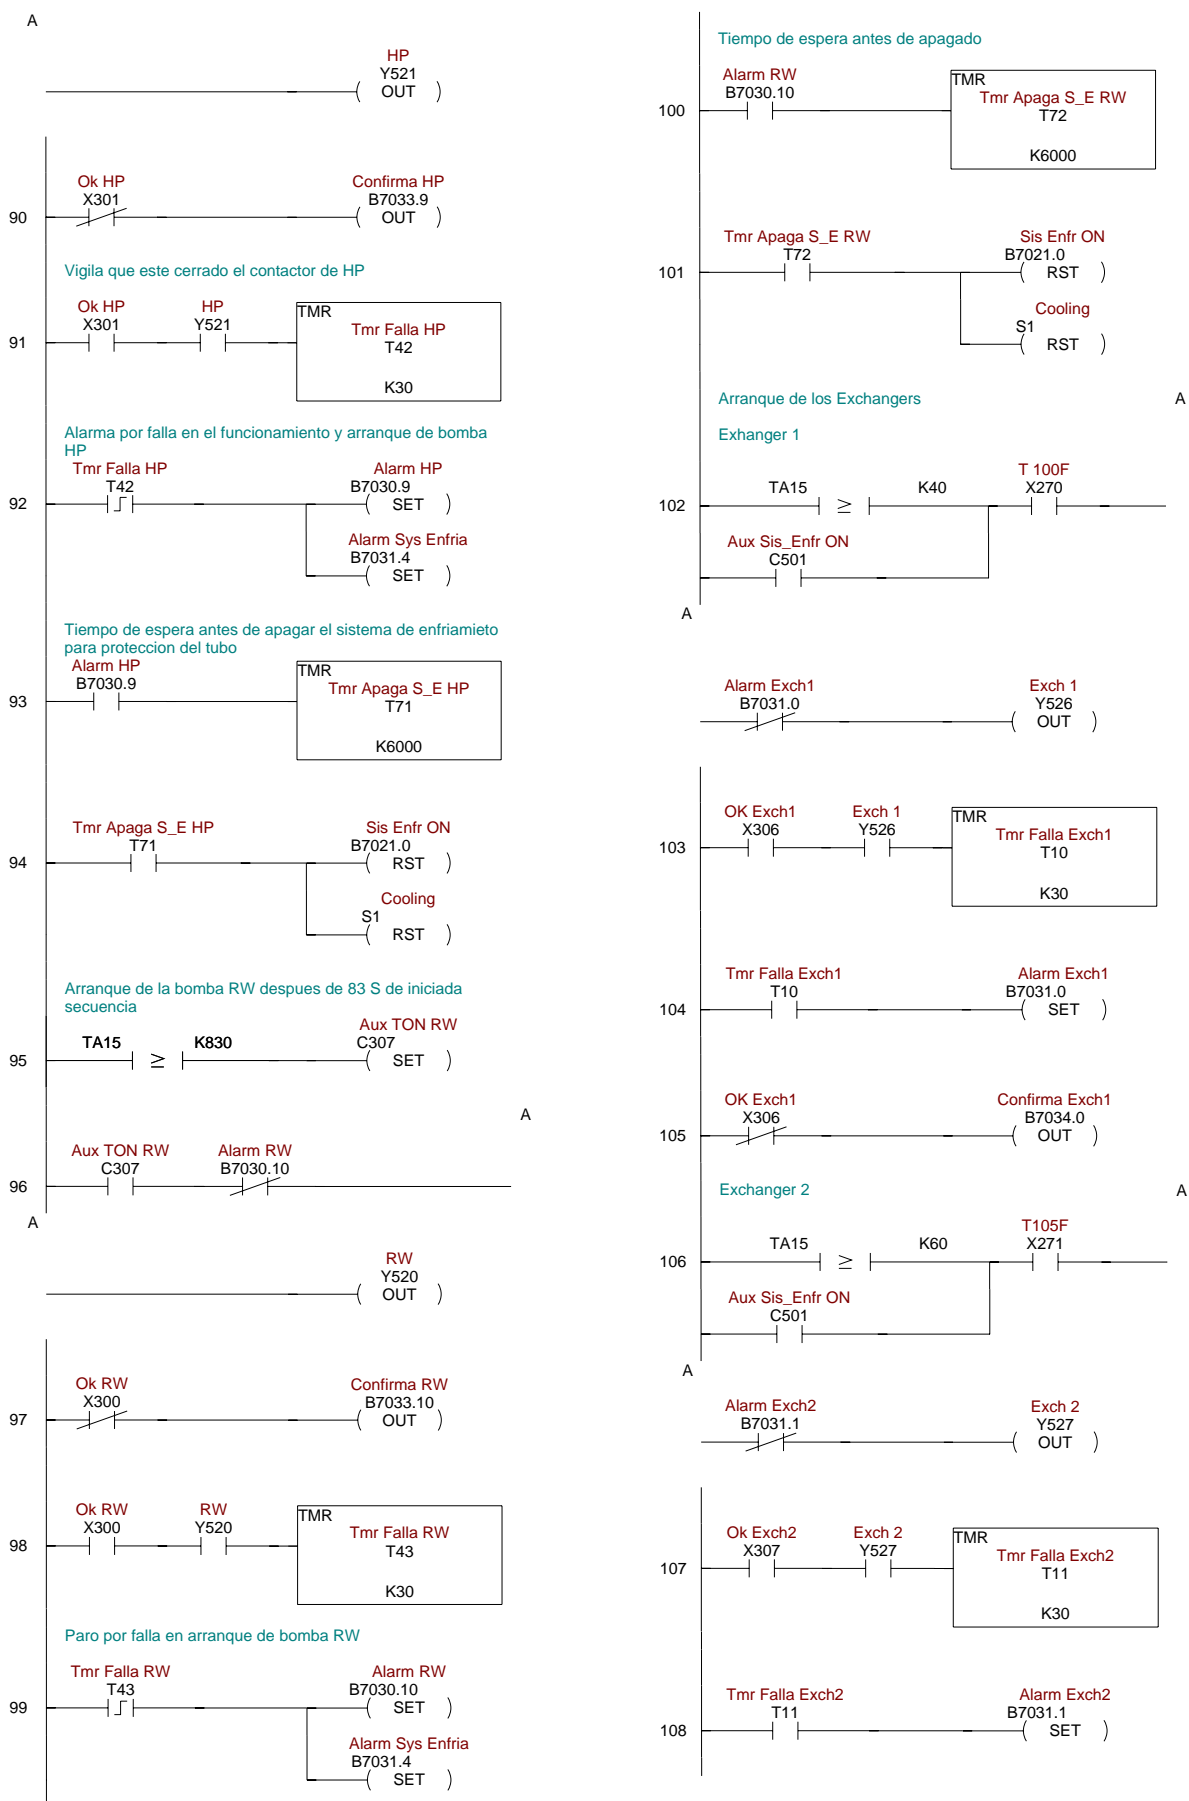 A
HP
Y521
( OUT )
Ok HP
X301
Confirma HP
B7033.9
90
( OUT )
Vigila que este cerrado el contactor de HP
Ok HP
X301
HP
Y521
TMR
Tmr Falla HP
T42
K30
91
Alarma por falla en el funcionamiento y arranque de bomba
HP
Tmr Falla HP
T42
Alarm HP
B7030.9
92
( SET )
Alarm Sys Enfria
B7031.4
( SET )
Tiempo de espera antes de apagar el sistema de enfriamieto
para proteccion del tubo
Alarm HP
B7030.9
TMR
Tmr Apaga S_E HP
T71
K6000
93
Tmr Apaga S_E HP
T71
Sis Enfr ON
B7021.0
94
( RST )
Cooling
S1
( RST )
Arranque de la bomba RW despues de 83 S de iniciada
secuencia
Aux TON RW
C307
TA15 ≥ K830
95
( SET )
A
Aux TON RW
C307
Alarm RW
B7030.10
96
A
RW
Y520
( OUT )
Ok RW
X300
Confirma RW
B7033.10
97
( OUT )
Ok RW
X300
RW
Y520
TMR
Tmr Falla RW
T43
K30
98
Paro por falla en arranque de bomba RW
Tmr Falla RW
T43
Alarm RW
B7030.10
99
( SET )
Alarm Sys Enfria
B7031.4
( SET )
Tiempo de espera antes de apagado
Alarm RW
B7030.10
TMR
Tmr Apaga S_E RW
T72
K6000
100
Tmr Apaga S_E RW
T72
Sis Enfr ON
B7021.0
101
( RST )
Cooling
S1
( RST )
Arranque de los Exchangers
A
Exhanger 1
TA15 ≥ K40
T 100F
X270
102
Aux Sis_Enfr ON
C501
A
Alarm Exch1
B7031.0
Exch 1
Y526
( OUT )
OK Exch1
X306
Exch 1
Y526
TMR
Tmr Falla Exch1
T10
K30
103
Tmr Falla Exch1
T10
Alarm Exch1
B7031.0
104
( SET )
OK Exch1
X306
Confirma Exch1
B7034.0
105
( OUT )
Exchanger 2
A
TA15 ≥ K60
T105F
X271
106
Aux Sis_Enfr ON
C501
A
Alarm Exch2
B7031.1
Exch 2
Y527
( OUT )
Ok Exch2
X307
Exch 2
Y527
TMR
Tmr Falla Exch2
T11
K30
107
Tmr Falla Exch2
T11
Alarm Exch2
B7031.1
108
( SET )